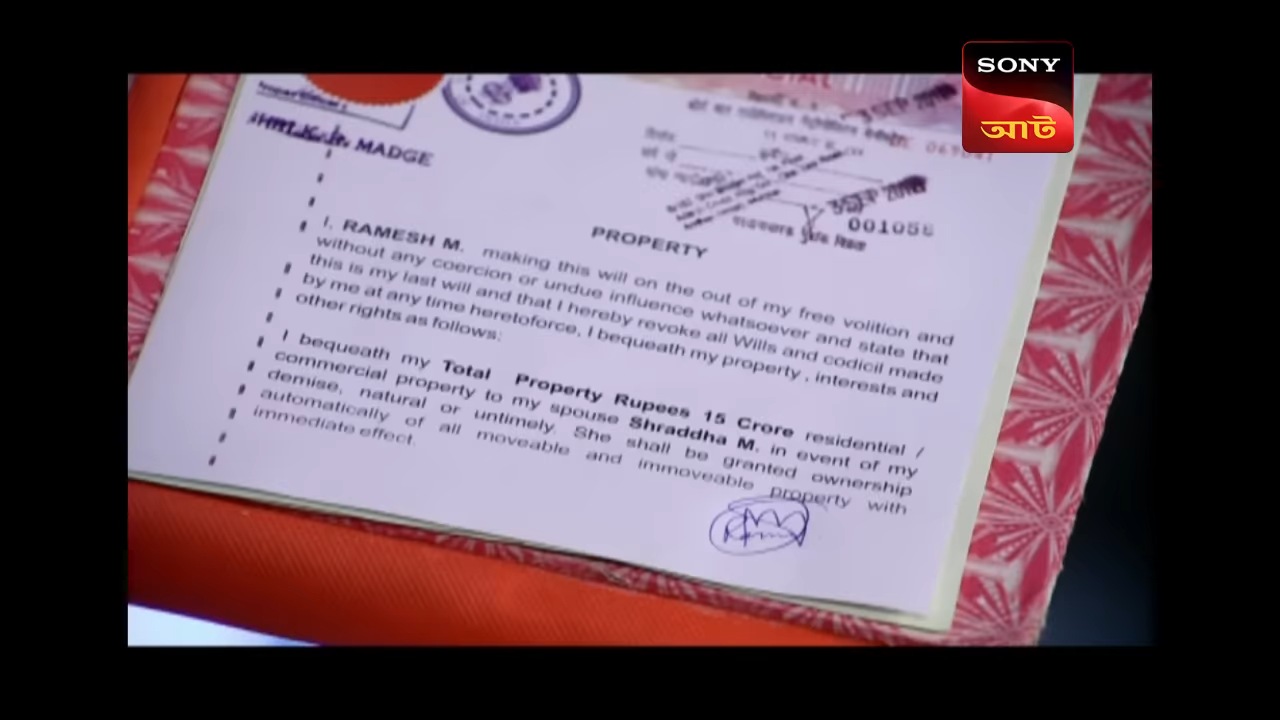 SONY
আট
MADGE
3 SEP 2010
001056
PROPERTY
I, RAMESH M. making this will on the out of my free volition and
without any coercion or undue influence whatsoever and state that
this is my last will and that I hereby revoke all Wills and codicil made
by me at any time heretoforce, I bequeath my property , interests and
other rights as follows:
I bequeath my Total Property Rupees 15 Crore residential /
commercial property to my spouse Shraddha M. in event of my
demise, natural or untimely. She shall be granted ownership
automatically of all moveable and immoveable property with
immediate effect.